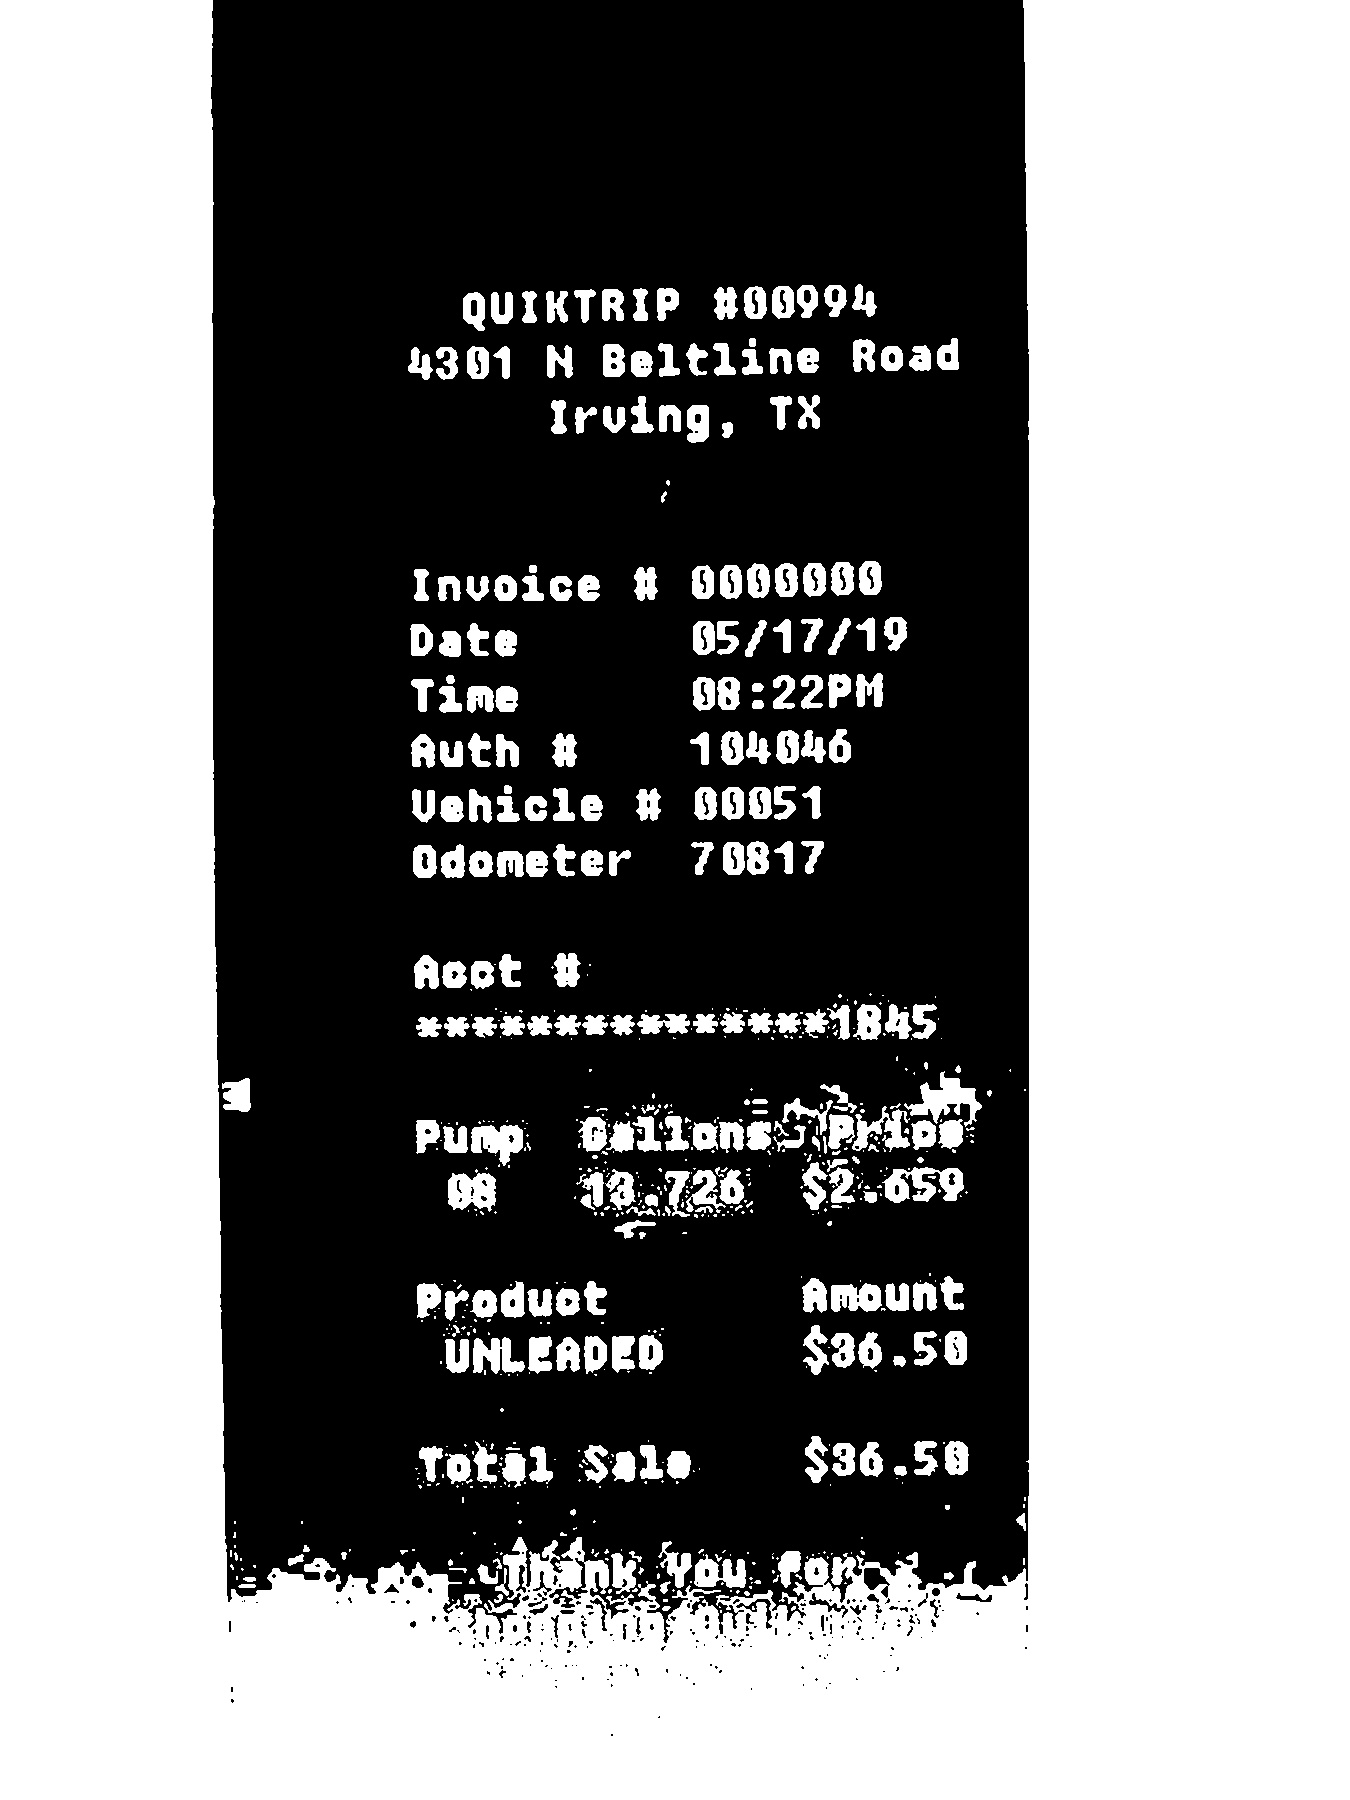 QUIKTRIP #00994
4301 N Beltline Road
Irving, TX
Invoice # 0000000
Date 05/17/19
Time 08:22PM
Auth # 104046
Vehicle # 00051
Odometer 70817
Acct #
***************1845
Pump Gallons Price
08 13.726 $2.659
Product Amount
UNLEADED $36.50
Total Sale $36.50
Thank You for